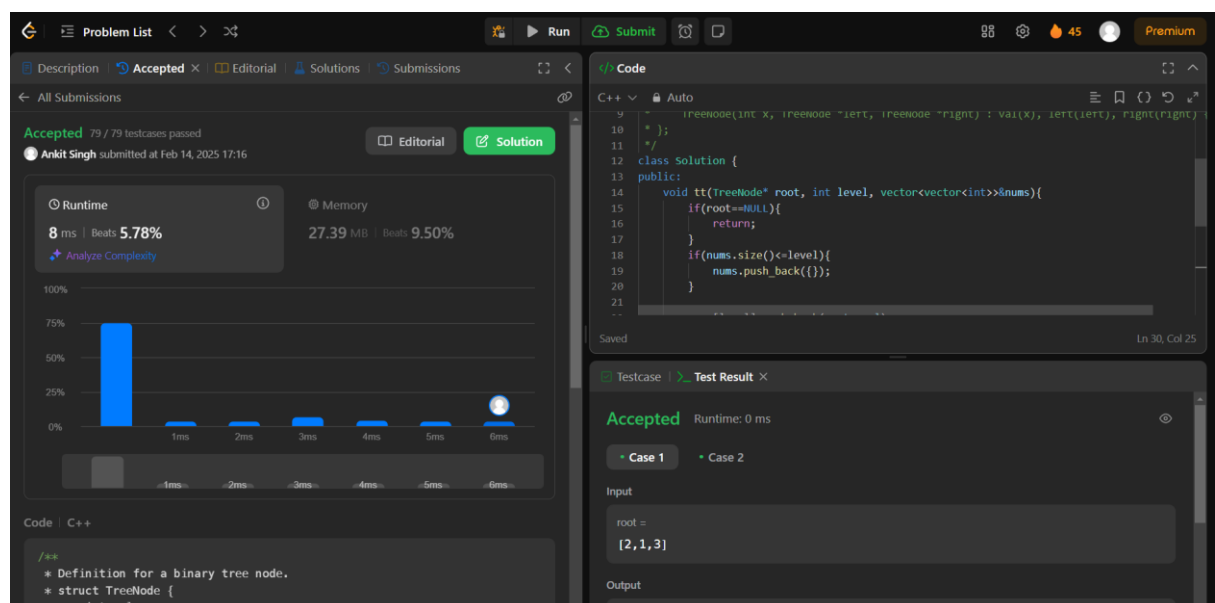 Problem List
Run
Submit
45
Premium
Description
Accepted
Editorial
Solutions
Submissions
All Submissions
Accepted 79 / 79 testcases passed
Ankit Singh submitted at Feb 14, 2025 17:16
Editorial
Solution
Runtime
8 ms | Beats 5.78%
Analyze Complexity
Memory
27.39 MB | Beats 9.50%
100%
75%
50%
25%
0%
1ms 2ms 3ms 4ms 5ms 6ms
1ms 2ms 3ms 4ms 5ms 6ms
Code | C++
/**
* Definition for a binary tree node.
* struct TreeNode {
</> Code
C++ Auto
9 * TreeNode(int x, TreeNode *left, TreeNode *right) : val(x), left(left), right(right) {
10 * };
11 */
12 class Solution {
13 public:
14 void tt(TreeNode* root, int level, vector<vector<int>>&nums){
15 if(root==NULL){
16 return;
17 }
18 if(nums.size()<=level){
19 nums.push_back({});
20 }
21
Saved
Ln 30, Col 25
Testcase
>_ Test Result
Accepted Runtime: 0 ms
• Case 1
• Case 2
Input
root =
[2,1,3]
Output